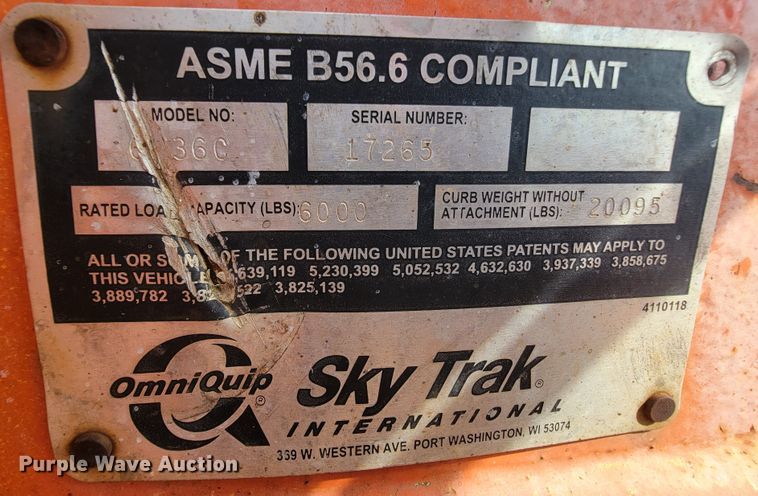 ASME B56.6 COMPLIANT
MODEL NO: SERIAL NUMBER:
17265
RATED LOAD CAPACITY (LBS): 6000
CURB WEIGHT WITHOUT
ATTACHMENT (LBS): 20095
ALL OR SOME OF THE FOLLOWING UNITED STATES PATENTS MAY APPLY TO
THIS VEHICLE 5,230,399 5,052,532 4,632,630 3,937,339 3,858,675
3,889,782 3,825,139
4110118
OmniQuip ® Sky Trak ®
INTERNATIONAL
369 W. WESTERN AVE. PORT WASHINGTON, WI 53074
Purple Wave Auction